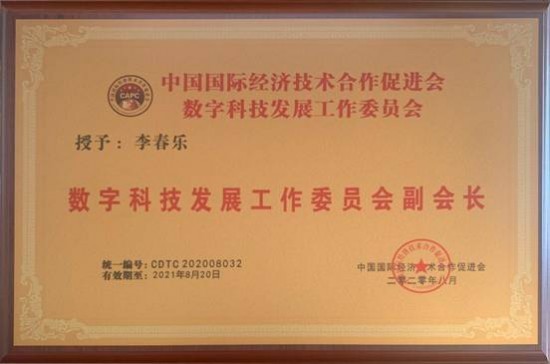 CAPC
中国国际经济技术合作促进会
数字科技发展工作委员会
授予：李春乐
数字科技发展工作委员会副会长
统一编号：CDTC 202008032
有效期至：2021年8月20日
中国国际经济技术合作促进会
二〇二〇年八月